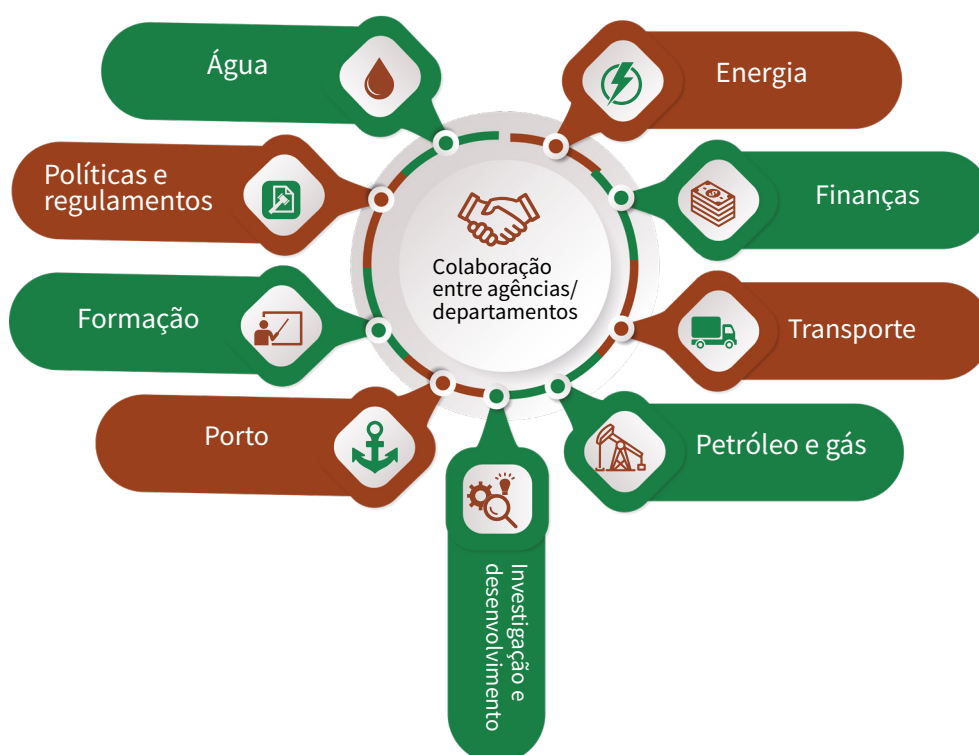 Água
Energia
Políticas e
regulamentos
Finanças
Colaboração
entre agências/
departamentos
Formação
Transporte
Porto
Petróleo e gás
Investigação e
desenvolvimento